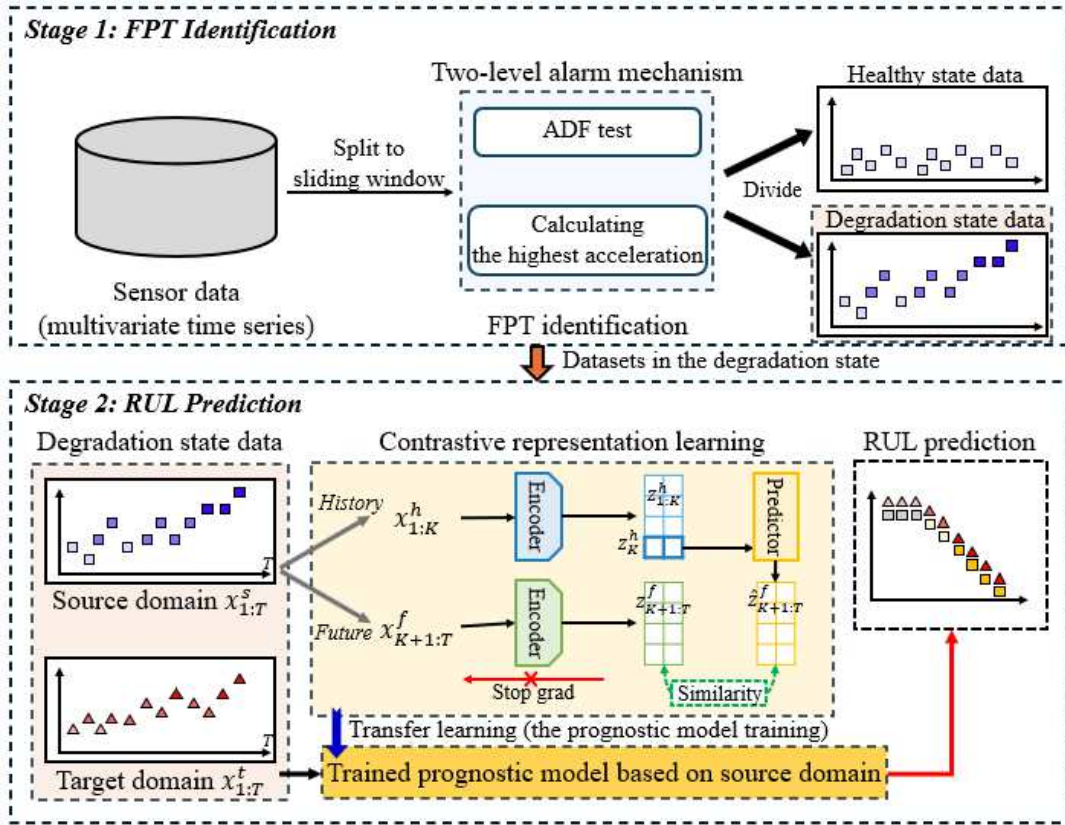 Stage 1: FPT Identification
Two-level alarm mechanism
ADF test
Calculating
the highest acceleration
FPT identification
Split to
sliding window
Sensor data
(multivariate time series)
Divide
Healthy state data
Degradation state data
Datasets in the degradation state
Stage 2: RUL Prediction
Degradation state data
T
Source domain x^s_{1:T}
T
Target domain x^t_{1:T}
Contrastive representation learning
History
x^h_{1:K}
Encoder
z^h_{1:K}
z^h_K
Predictor
Future
x^f_{K+1:T}
Encoder
z^f_{K+1:T}
ẑ^f_{K+1:T}
Stop grad
Similarity
Transfer learning (the prognostic model training)
Trained prognostic model based on source domain
RUL prediction